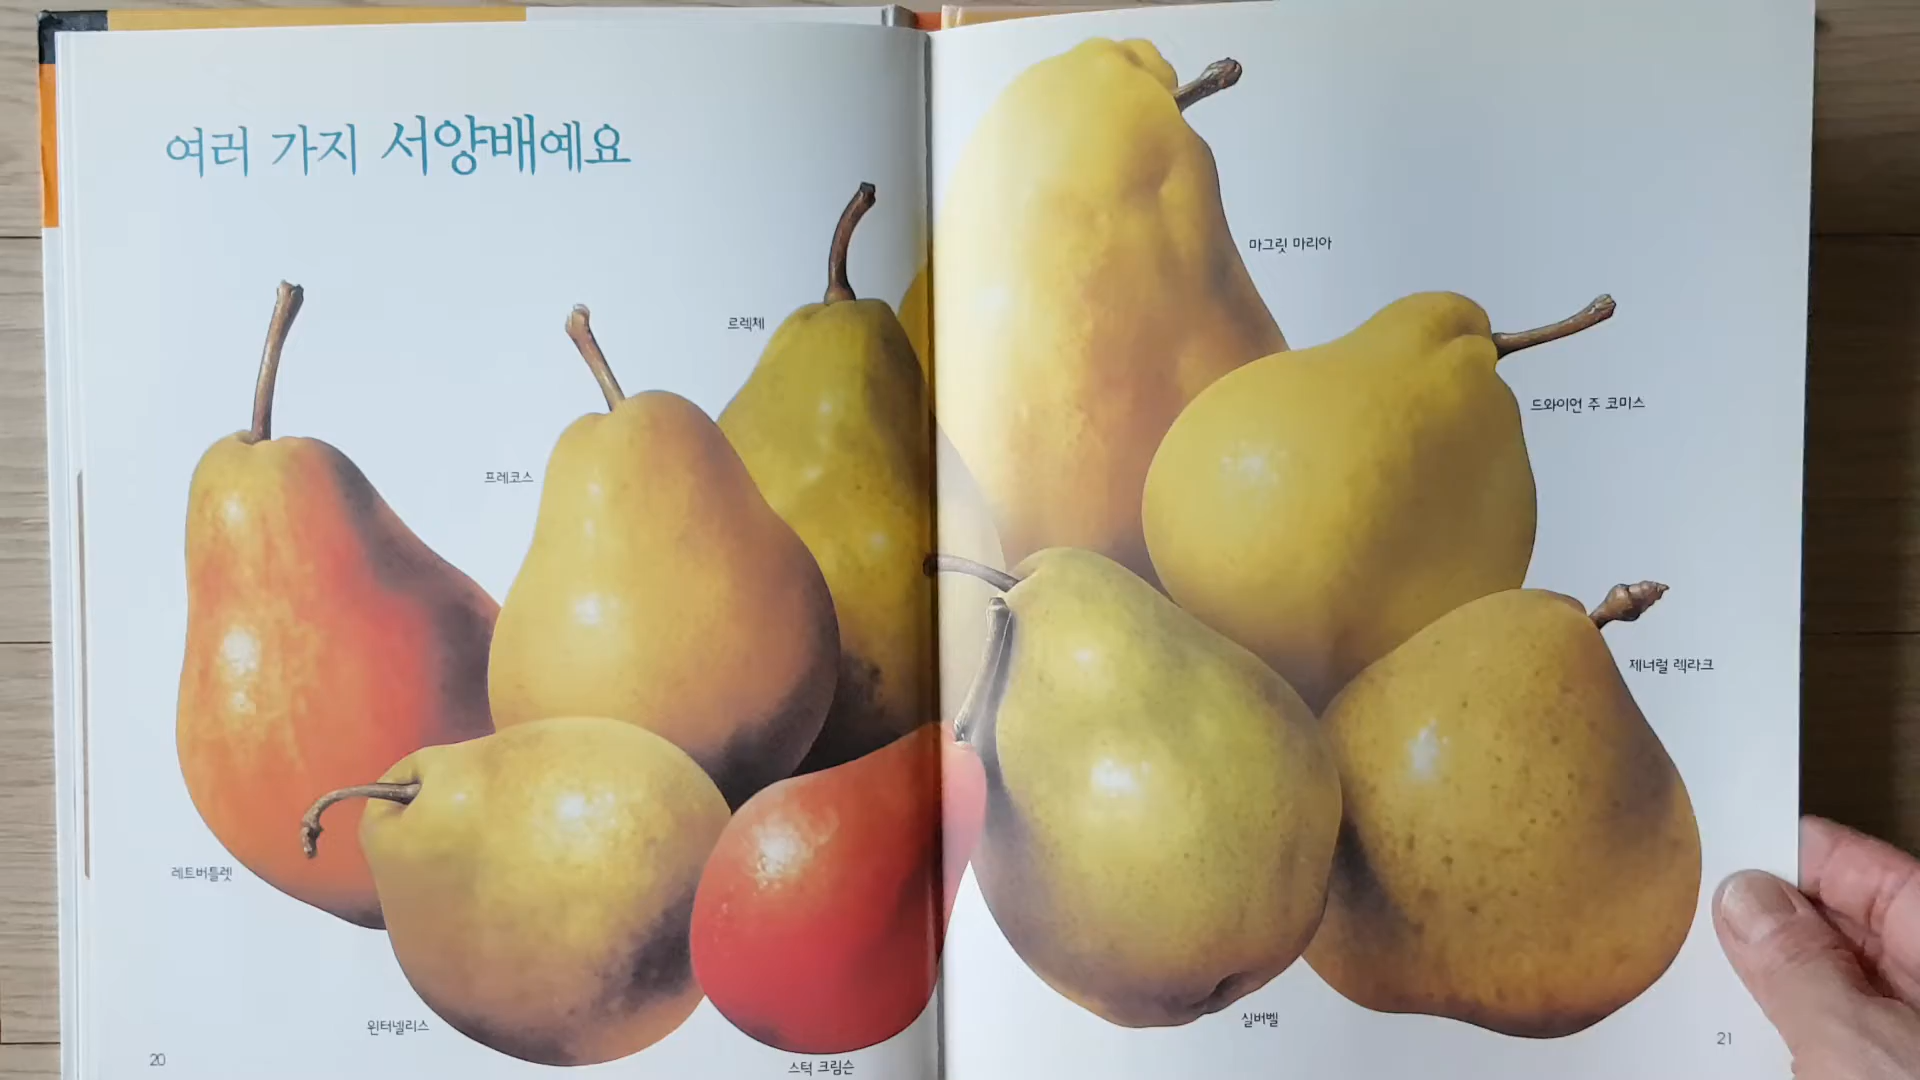 여러 가지 서양배예요
르렉체
프레코스
레트버틀렛
윈터넬리스
스턱 크림슨
20
마그릿 마리아
드와이언 주 코미스
제너럴 렉라크
실버벨
21